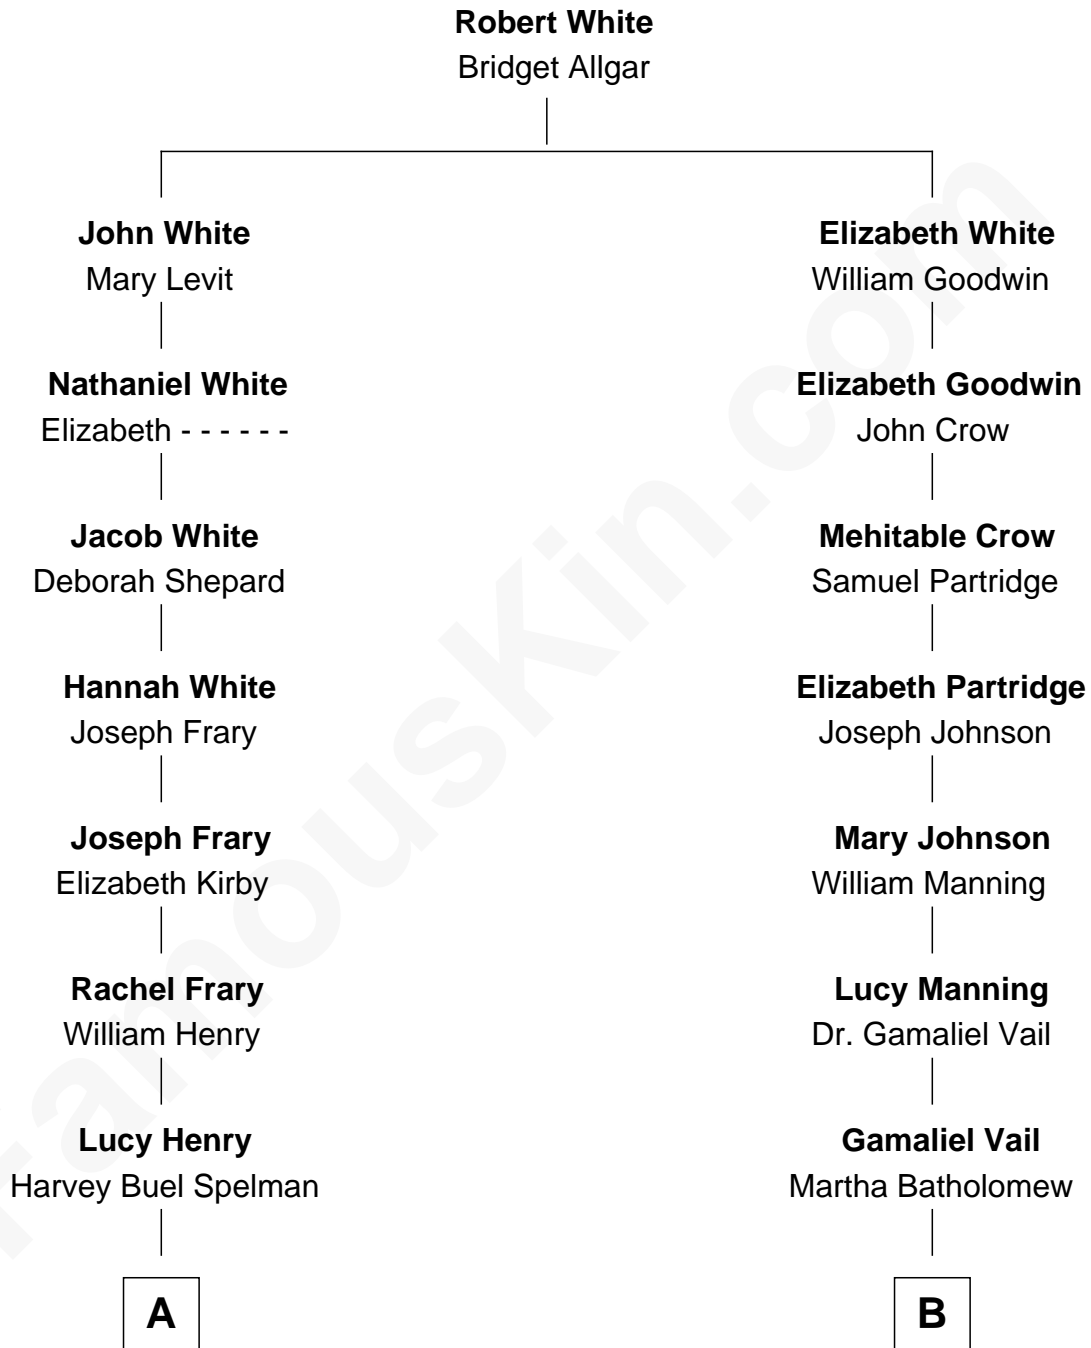 Robert White
Bridget Allgar
John White
Mary Levit
Elizabeth White
William Goodwin
Nathaniel White
Elizabeth - - - - - -
Elizabeth Goodwin
John Crow
Jacob White
Deborah Shepard
Mehitable Crow
Samuel Partridge
Hannah White
Joseph Frary
Elizabeth Partridge
Joseph Johnson
Joseph Frary
Elizabeth Kirby
Mary Johnson
William Manning
Rachel Frary
William Henry
Lucy Manning
Dr. Gamaliel Vail
Lucy Henry
Harvey Buel Spelman
Gamaliel Vail
Martha Batholomew
A
B
FamousKin.com